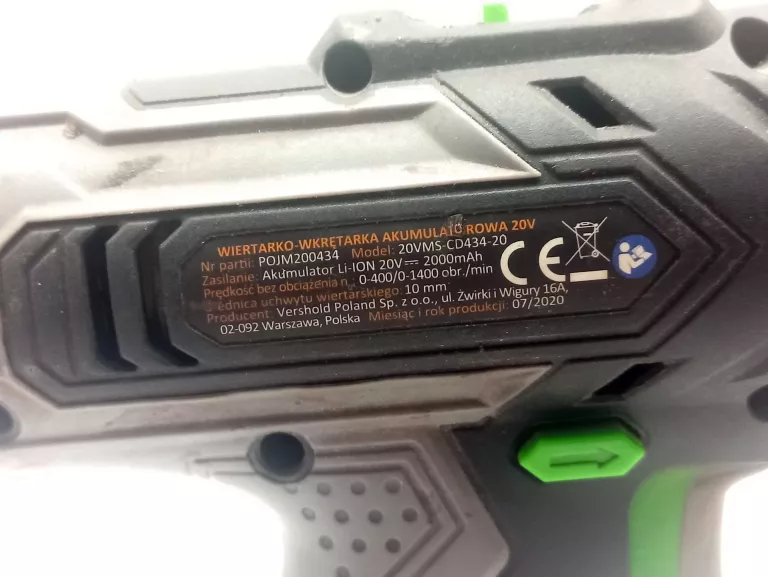 WIERTARKO-WKRĘTARKA AKUMULATOROWA 20V
Nr partii: POJM200434 Model: 20VMS-CD434-20
Zasilanie: Akumulator Li-ION 20V⎓ 2000mAh
Prędkość bez obciążenia n₀: 0-400/0-1400 obr./min
Średnica uchwytu wiertarskiego: 10 mm
Producent: Vershold Poland Sp. z o.o., ul. Żwirki i Wigury 16A,
02-092 Warszawa, Polska Miesiąc i rok produkcji: 07/2020
CE